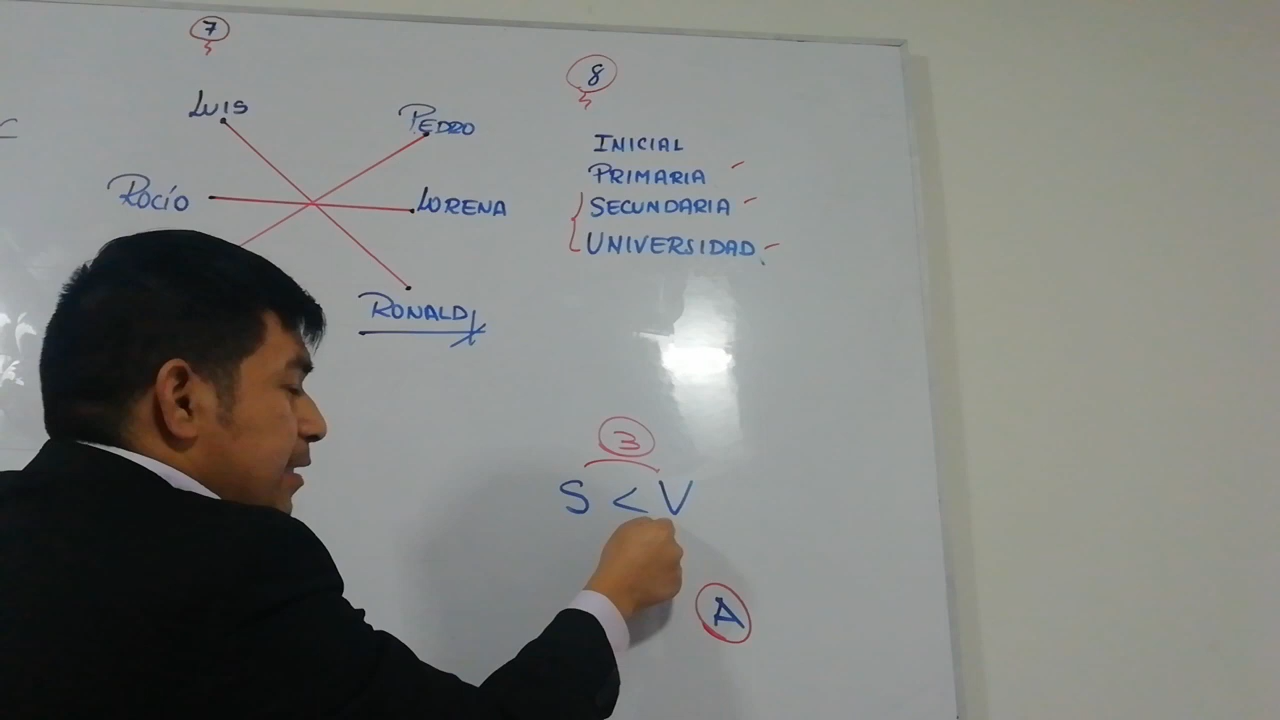 7
LUIS
PEDRO
ROCÍO
LORENA
RONALD
8
INICIAL
PRIMARIA
SECUNDARIA
UNIVERSIDAD
3
S < V
A